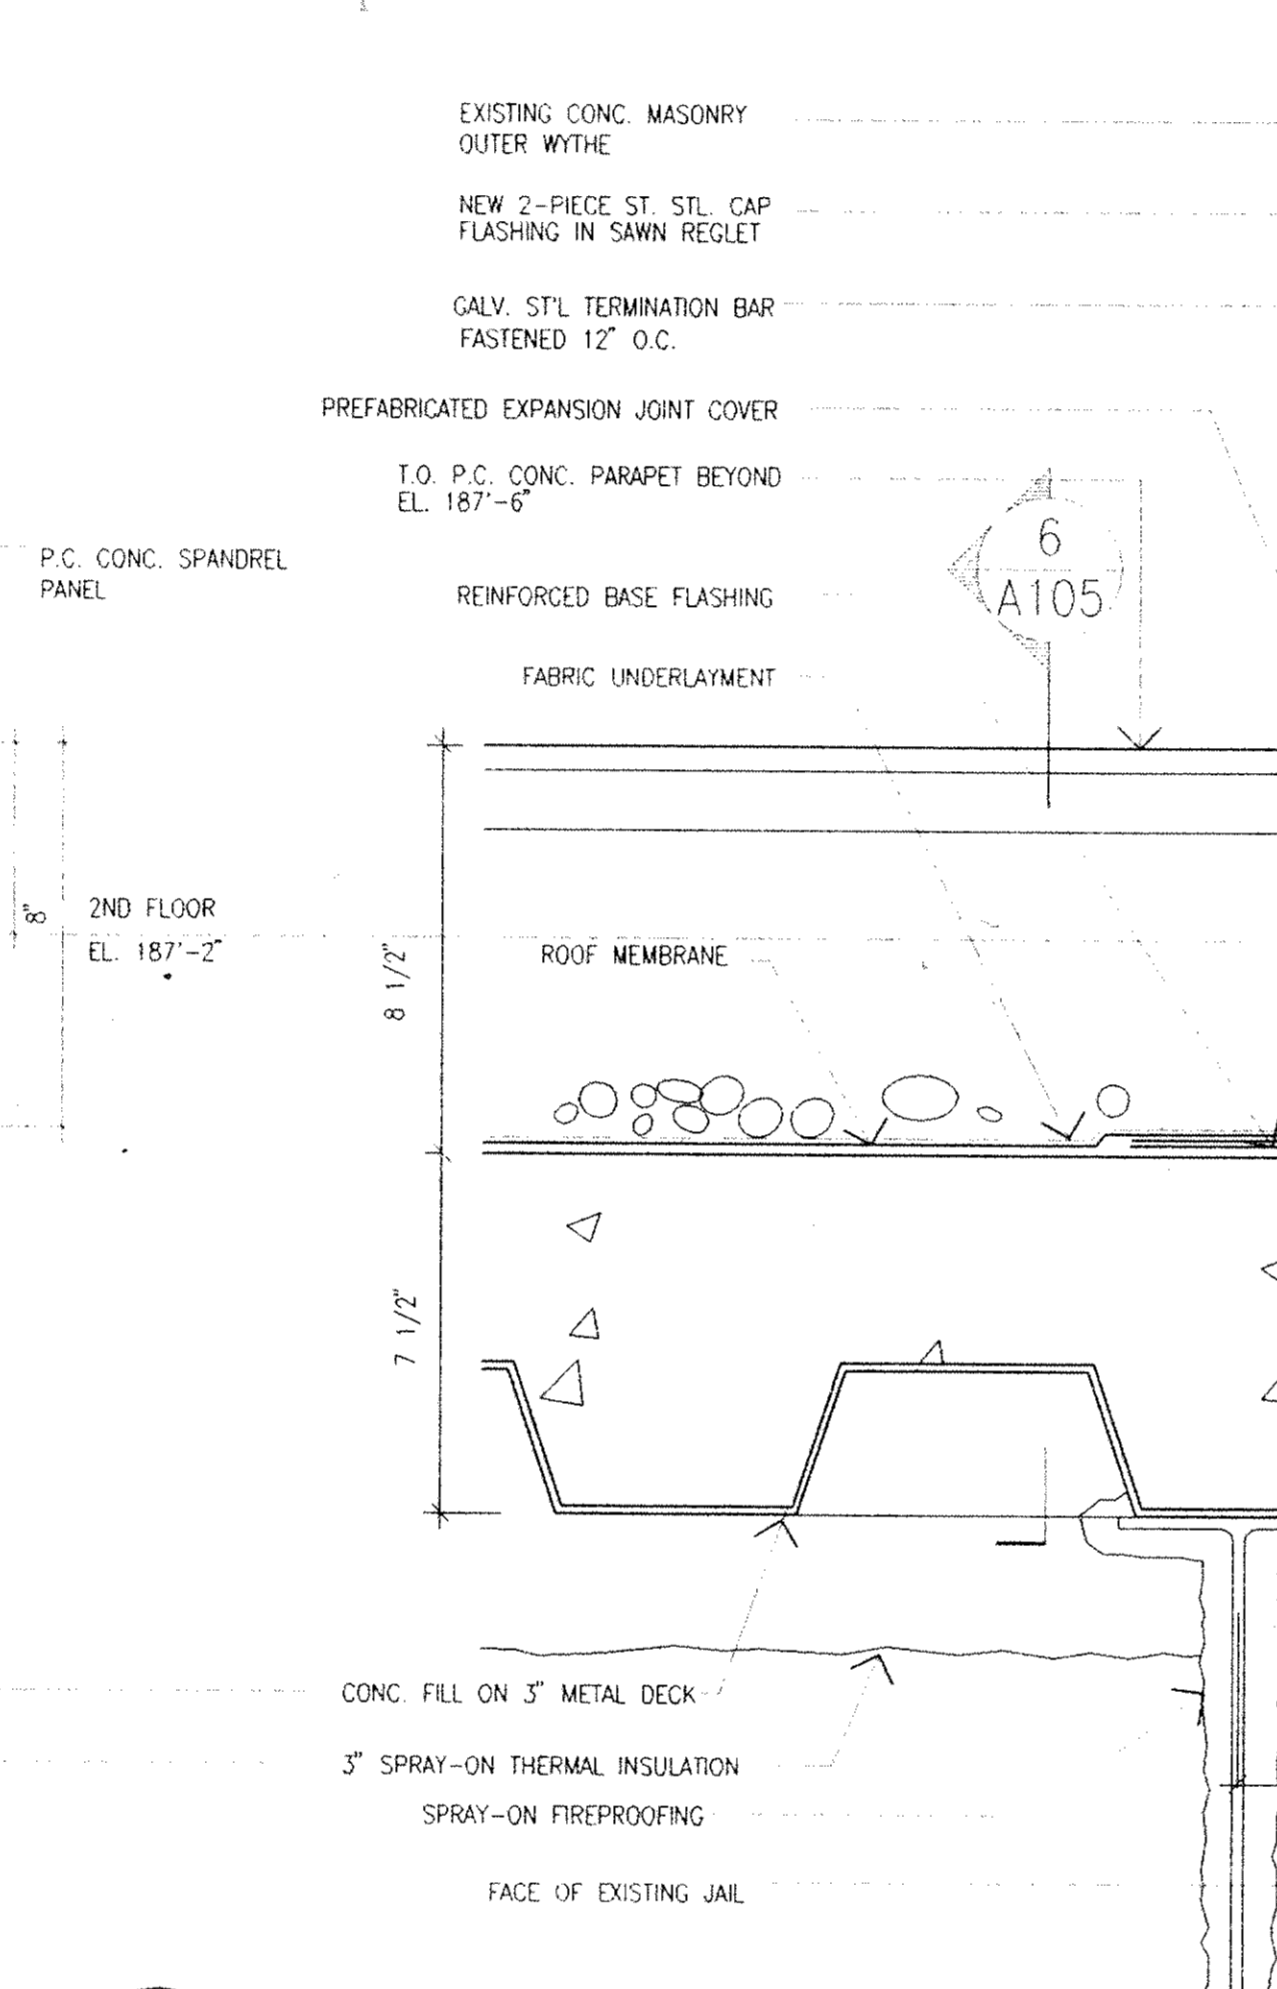 EXISTING CONC. MASONRY
OUTER WYTHE
NEW 2-PIECE ST. STL. CAP
FLASHING IN SAWN REGLET
GALV. ST'L TERMINATION BAR
FASTENED 12" O.C.
PREFABRICATED EXPANSION JOINT COVER
T.O. P.C. CONC. PARAPET BEYOND
EL. 187'-6"
6
A105
P.C. CONC. SPANDREL
PANEL
REINFORCED BASE FLASHING
FABRIC UNDERLAYMENT
8"
2ND FLOOR
EL. 187'-2"
8 1/2"
ROOF MEMBRANE
7 1/2"
CONC. FILL ON 3" METAL DECK
3" SPRAY-ON THERMAL INSULATION
SPRAY-ON FIREPROOFING
FACE OF EXISTING JAIL